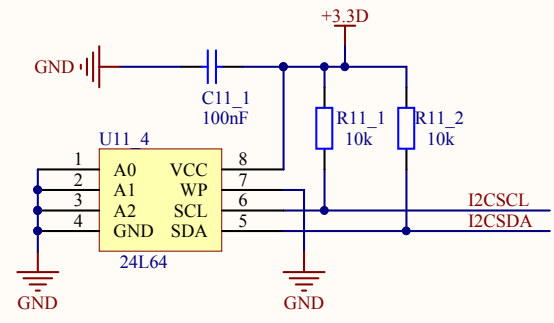 +3.3D
GND
C11_1
100nF
R11_1
10k
R11_2
10k
U11_4
1 A0 VCC 8
2 A1 WP 7
3 A2 SCL 6
4 GND SDA 5
I2CSCL
I2CSDA
24L64
GND
GND